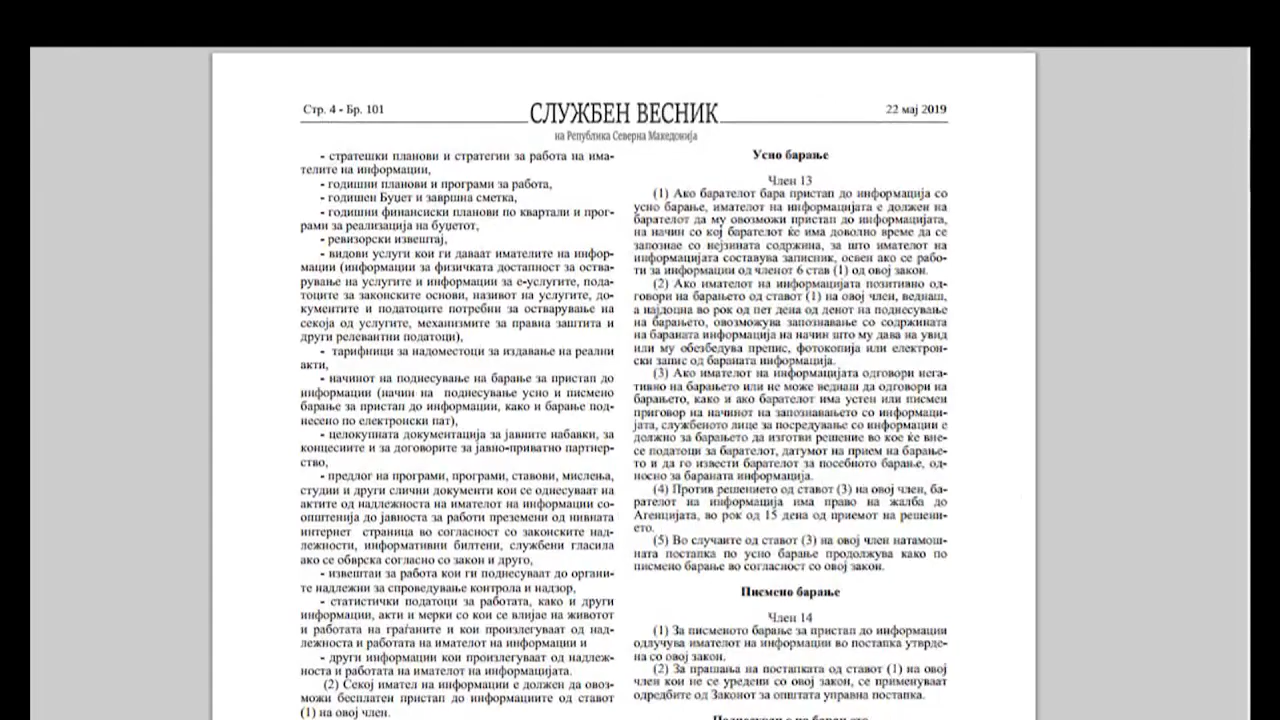 Стр. 4 - Бр. 101
СЛУЖБЕН ВЕСНИК
22 мај 2019
на Република Северна Македонија
- стратешки планови и стратегии за работа на има-
телите на информации,
- годишни планови и програми за работа,
- годишен Буџет и завршна сметка,
- годишни финансиски планови по квартали и прог-
рами за реализација на буџетот,
- ревизорски извештај,
- видови услуги кои ги даваат имателите на инфор-
мации (информации за физичката достапност за оства-
рување на услугите и информации за е-услугите, пода-
тоците за законските основи, називот на услугите, до-
кументите и податоците потребни за остварување на
секоја од услугите, механизмите за правна заштита и
други релевантни податоци),
- тарифници за надоместоци за издавање на реални
акти,
- начинот на поднесување на барање за пристап до
информации (начин на поднесување усно и писмено
барање за пристап до информации, како и барање под-
несено по електронски пат),
- целокупната документација за јавните набавки, за
концесиите и за договорите за јавно-приватно партнер-
ство,
- предлог на програми, програми, ставови, мислења,
студии и други слични документи кои се однесуваат на
актите од надлежноста на имателот на информации со-
општенија до јавноста за работи преземени од нивната
интернет страница во согласност со законските над-
лежности, информативни билтени, службени гласила
ако се обврска согласно со закон и друго,
- извештаи за работа кои ги поднесуваат до органи-
те надлежни за спроведување контрола и надзор,
- статистички податоци за работата, како и други
информации, акти и мерки со кои се влијае на животот
и работата на граѓаните и кои произлегуваат од над-
лежноста и работата на имателот на информации и
- други информации кои произлегуваат од надлеж-
носта и работата на имателот на информацијата.
(2) Секој имател на информации е должен да овоз-
можи бесплатен пристап до информациите од ставот
(1) на овој член.
Усно барање
Член 13
(1) Ако барателот бара пристап до информација со
усно барање, имателот на информацијата е должен на
барателот да му овозможи пристап до информацијата,
на начин со кој барателот ќе има доволно време да се
запознае со нејзината содржина, за што имателот на
информацијата составува записник, освен ако се рабо-
ти за информации од членот 6 став (1) од овој закон.
(2) Ако имателот на информацијата позитивно од-
говори на барањето од ставот (1) на овој член, веднаш,
а најдоцна во рок од пет дена од денот на поднесување
на барањето, овозможува запознавање со содржината
на бараната информација на начин што му дава на увид
или му обезбедува препис, фотокопија или електрон-
ски запис од бараната информација.
(3) Ако имателот на информацијата одговори нега-
тивно на барањето или не може веднаш да одговори на
барањето, како и ако барателот има устен или писмен
приговор на начинот на запознавањето со информаци-
јата, службеното лице за посредување со информации е
должно за барањето да изготви решение во кое ќе вне-
се податоци за барателот, датумот на прием на барање-
то и да го извести барателот за посебното барање, од-
носно за бараната информација.
(4) Против решението од ставот (3) на овој член, ба-
рателот на информација има право на жалба до
Агенцијата, во рок од 15 дена од приемот на решени-
ето.
(5) Во случаите од ставот (3) на овој член натамош-
ната постапка по усно барање продолжува како по
писмено барање во согласност со овој закон.
Писмено барање
Член 14
(1) За писменото барање за пристап до информации
одлучува имателот на информации во постапка утврде-
на со овој закон.
(2) За прашања на постапката од ставот (1) на овој
член кои не се уредени со овој закон, се применуваат
одредбите од Законот за општата управна постапка.